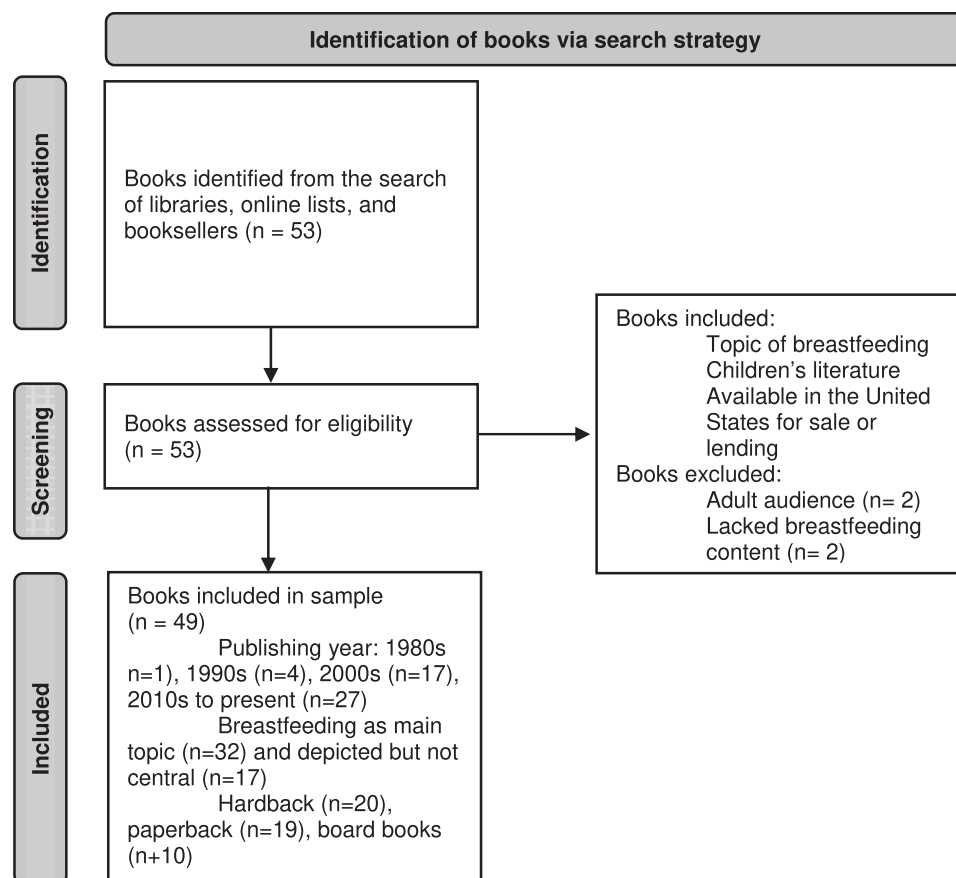 Identification of books via search strategy
Identification
Books identified from the search
of libraries, online lists, and
booksellers (n = 53)
Screening
Books assessed for eligibility
(n = 53)
Books included:
Topic of breastfeeding
Children’s literature
Available in the United
States for sale or
lending
Books excluded:
Adult audience (n= 2)
Lacked breastfeeding
content (n= 2)
Included
Books included in sample
(n = 49)
Publishing year: 1980s
n=1), 1990s (n=4), 2000s (n=17),
2010s to present (n=27)
Breastfeeding as main
topic (n=32) and depicted but not
central (n=17)
Hardback (n=20),
paperback (n=19), board books
(n+10)